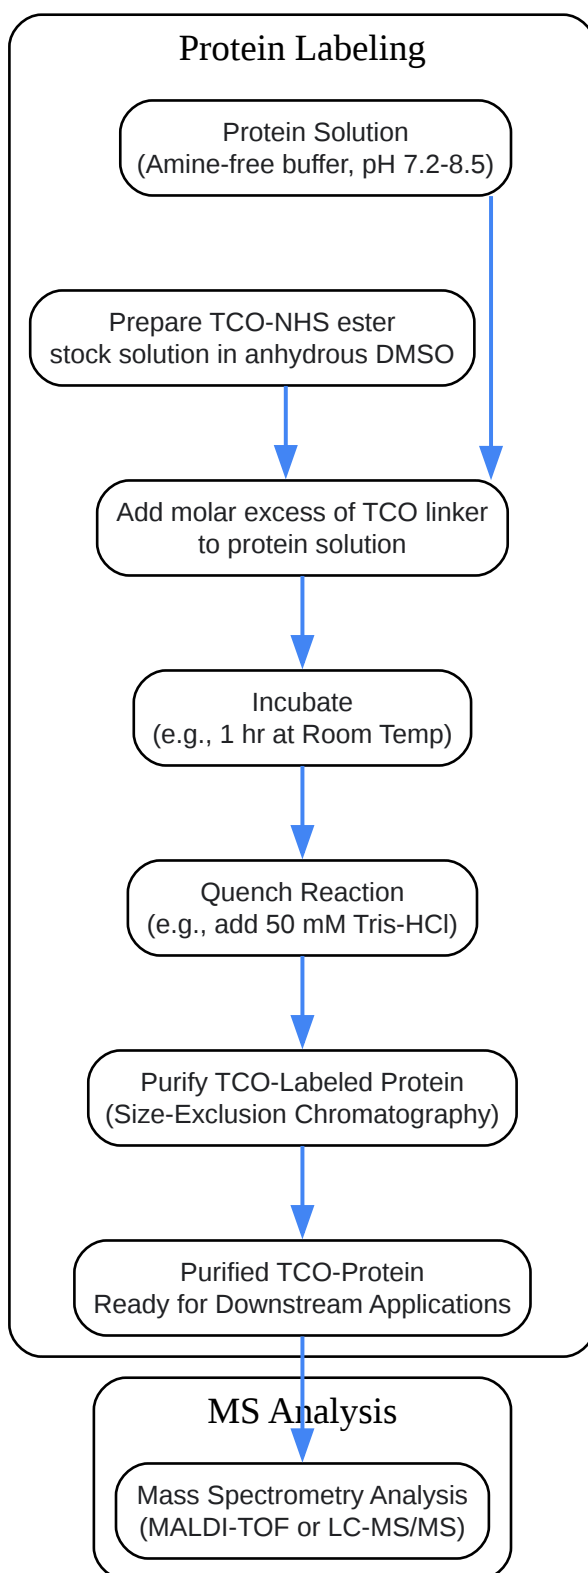 Protein Labeling
Protein Solution
(Amine-free buffer, pH 7.2-8.5)
Prepare TCO-NHS ester
stock solution in anhydrous DMSO
Add molar excess of TCO linker
to protein solution
Incubate
(e.g., 1 hr at Room Temp)
Quench Reaction
(e.g., add 50 mM Tris-HCl)
Purify TCO-Labeled Protein
(Size-Exclusion Chromatography)
Purified TCO-Protein
Ready for Downstream Applications
MS Analysis
Mass Spectrometry Analysis
(MALDI-TOF or LC-MS/MS)